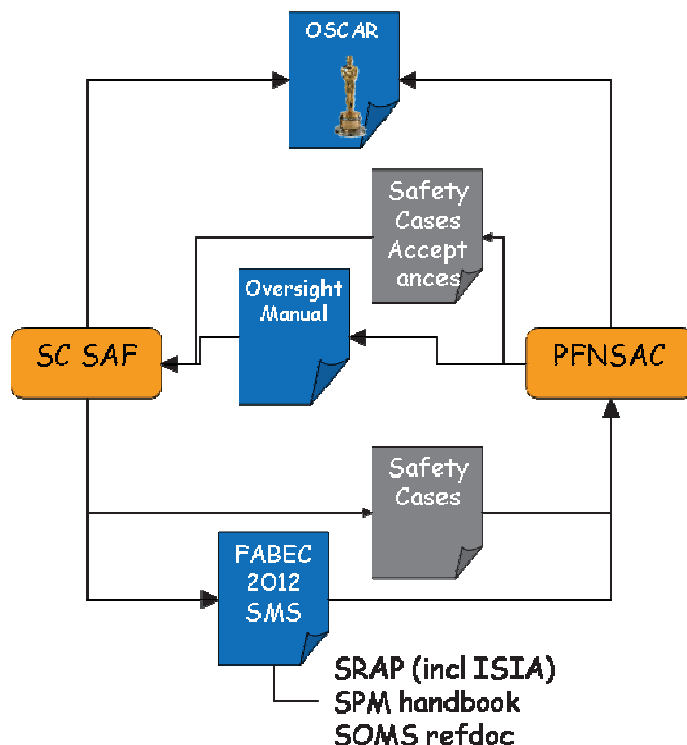 OSCAR
Safety
Cases
Accept
ances
Oversight
Manual
SC SAF
PFNSAC
Safety
Cases
FABEC
2012
SMS
SRAP (incl ISIA)
SPM handbook
SOMS refdoc